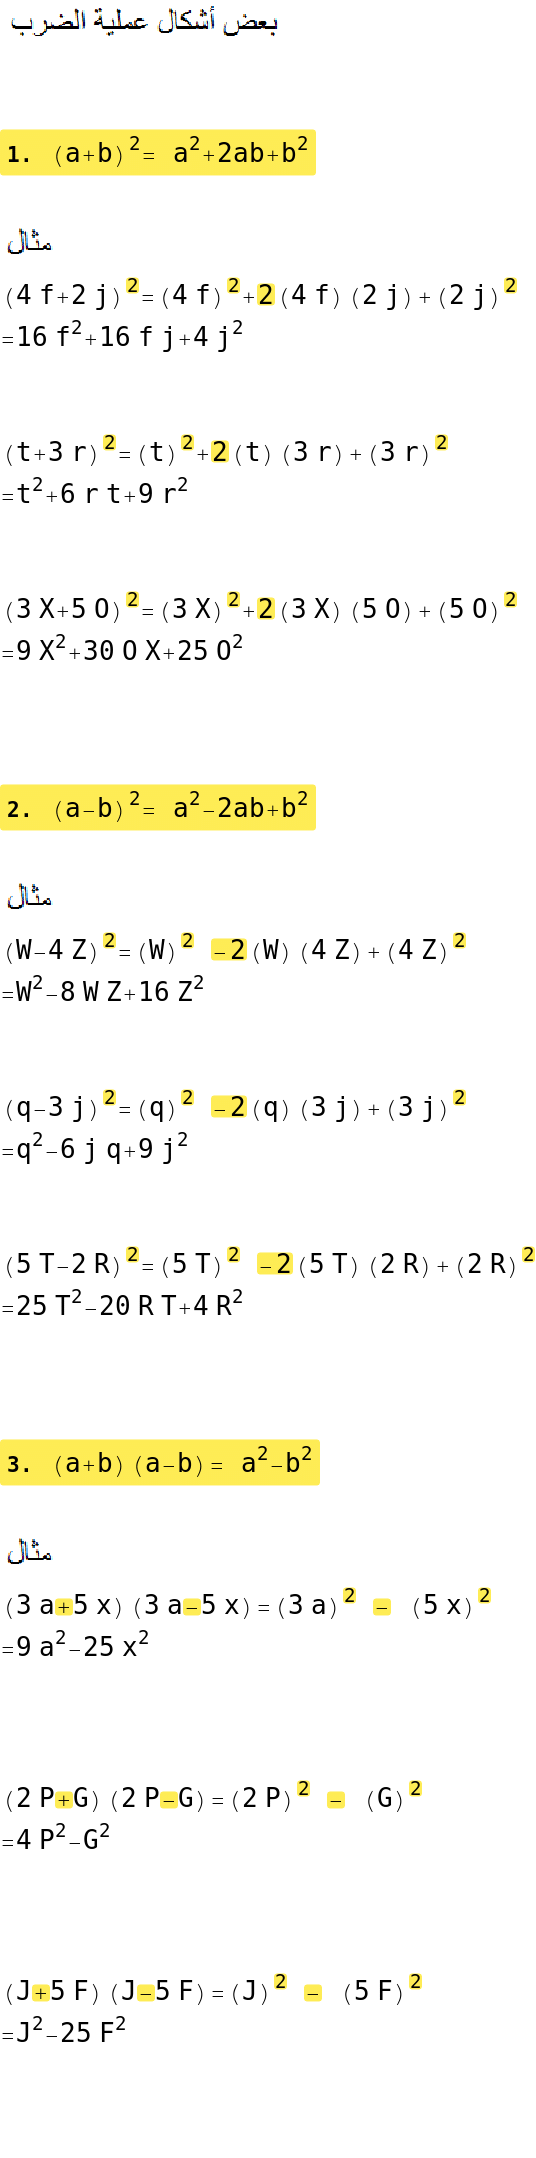 بعض أشكال عملية الضرب
1. (a+b)²= a²+2ab+b²
مثال
(4 f+2 j)²=(4 f)²+2(4 f) (2 j)+(2 j)²
=16 f²+16 f j+4 j²
(t+3 r)²=(t)²+2(t) (3 r)+(3 r)²
=t²+6 r t+9 r²
(3 X+5 O)²=(3 X)²+2(3 X) (5 O)+(5 O)²
=9 X²+30 O X+25 O²
2. (a-b)²= a²-2ab+b²
مثال
(W-4 Z)²=(W)² -2(W) (4 Z)+(4 Z)²
=W²-8 W Z+16 Z²
(q-3 j)²=(q)² -2(q) (3 j)+(3 j)²
=q²-6 j q+9 j²
(5 T-2 R)²=(5 T)² -2(5 T) (2 R)+(2 R)²
=25 T²-20 R T+4 R²
3. (a+b)(a-b)= a²-b²
مثال
(3 a+5 x) (3 a-5 x)=(3 a)² - (5 x)²
=9 a²-25 x²
(2 P+G) (2 P-G)=(2 P)² - (G)²
=4 P²-G²
(J+5 F) (J-5 F)=(J)² - (5 F)²
=J²-25 F²